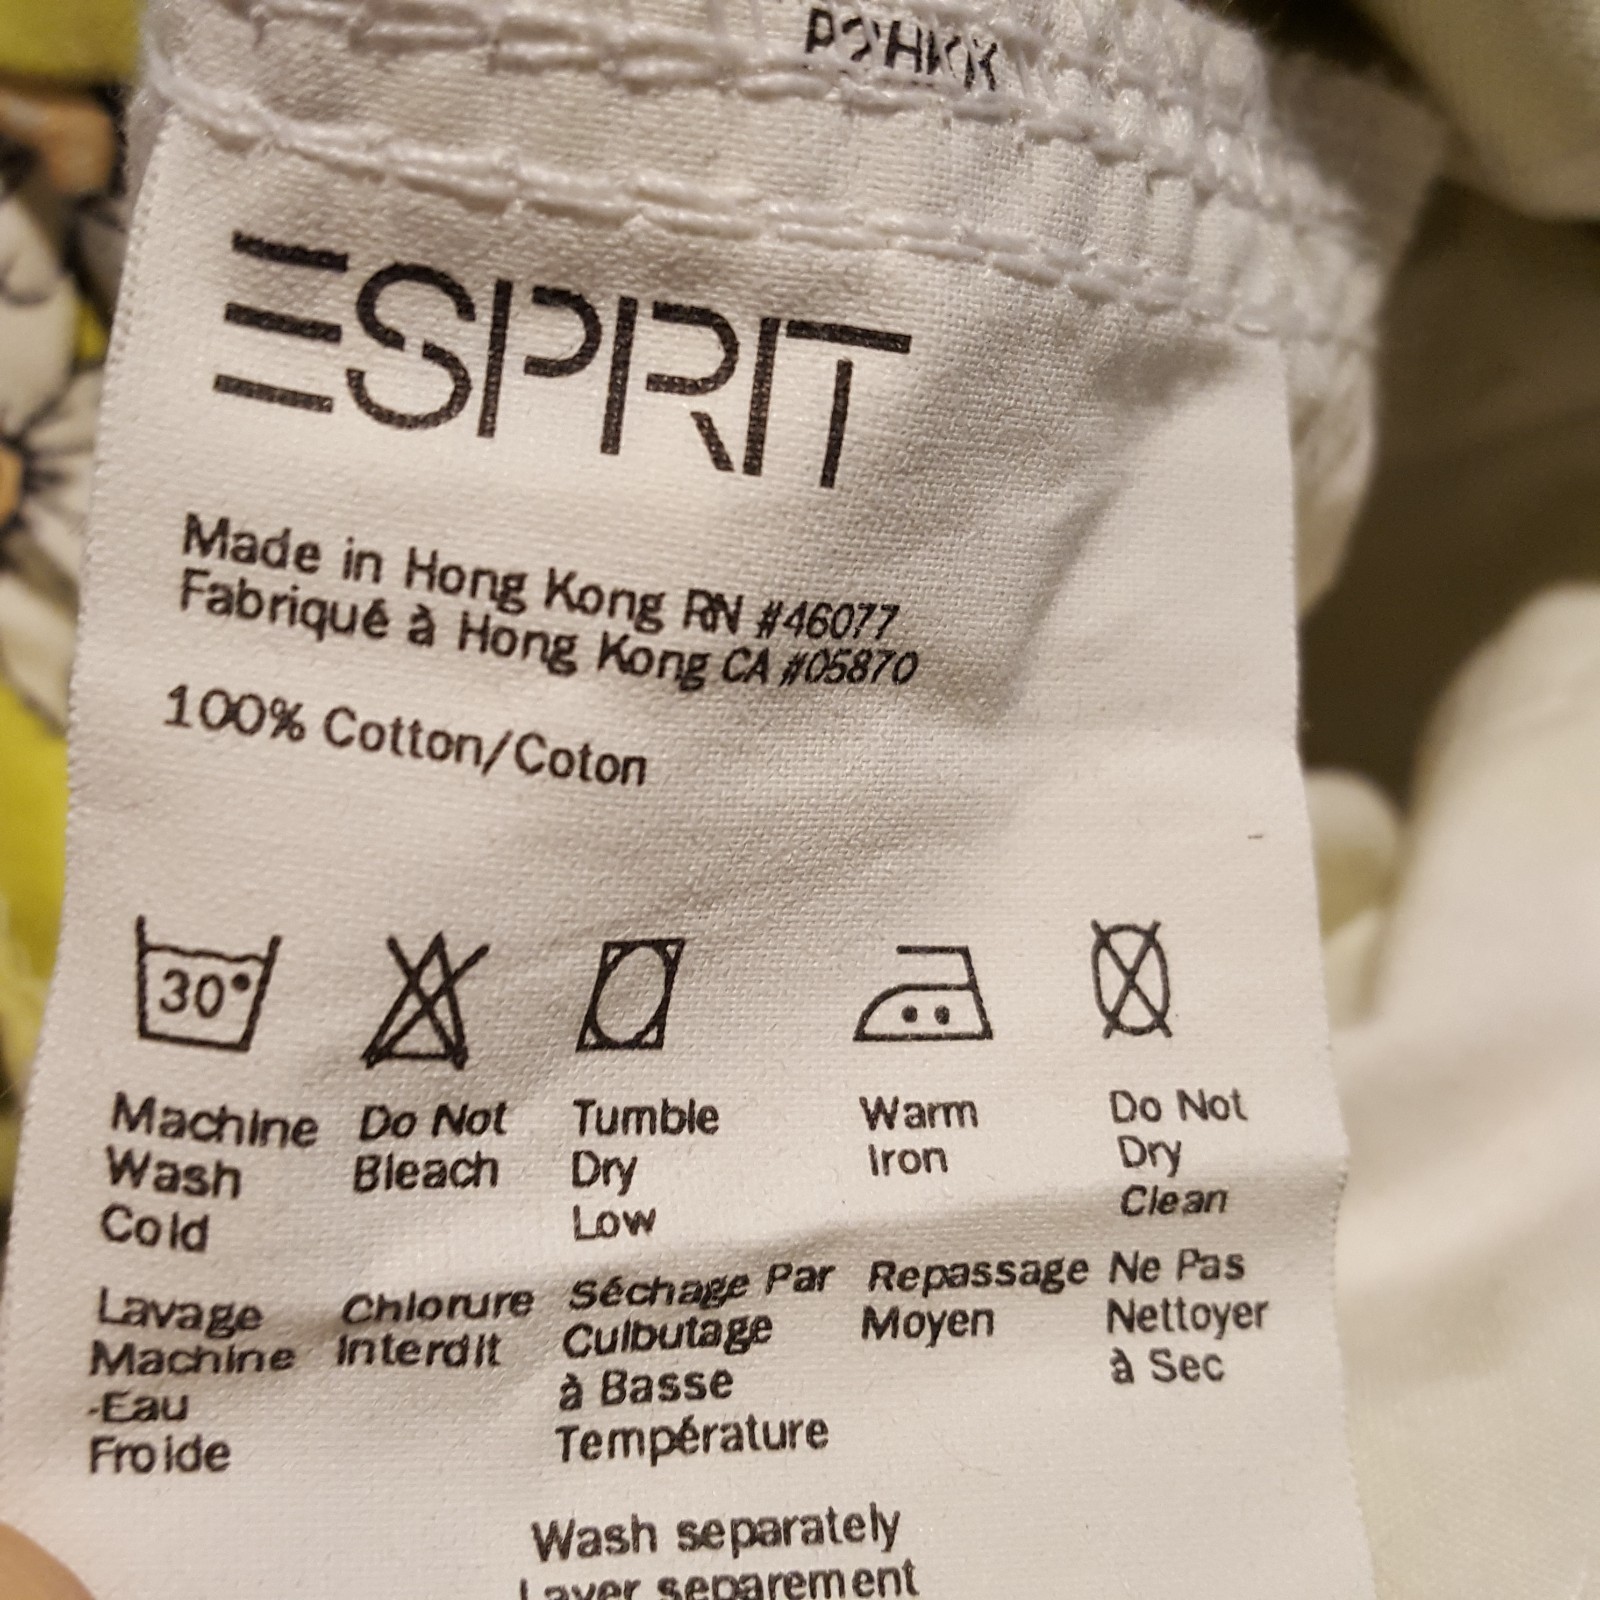 ESPRIT
Made in Hong Kong RN #46077
Fabriqué à Hong Kong CA #05870
100% Cotton/Coton
30°
Machine Wash Cold
Do Not Bleach
Tumble Dry Low
Warm Iron
Do Not Dry Clean
Lavage Machine -Eau Froide
Chlorure Interdit
Séchage Par Culbutage à Basse Température
Repassage Moyen
Ne Pas Nettoyer à Sec
Wash separately
Laver separement